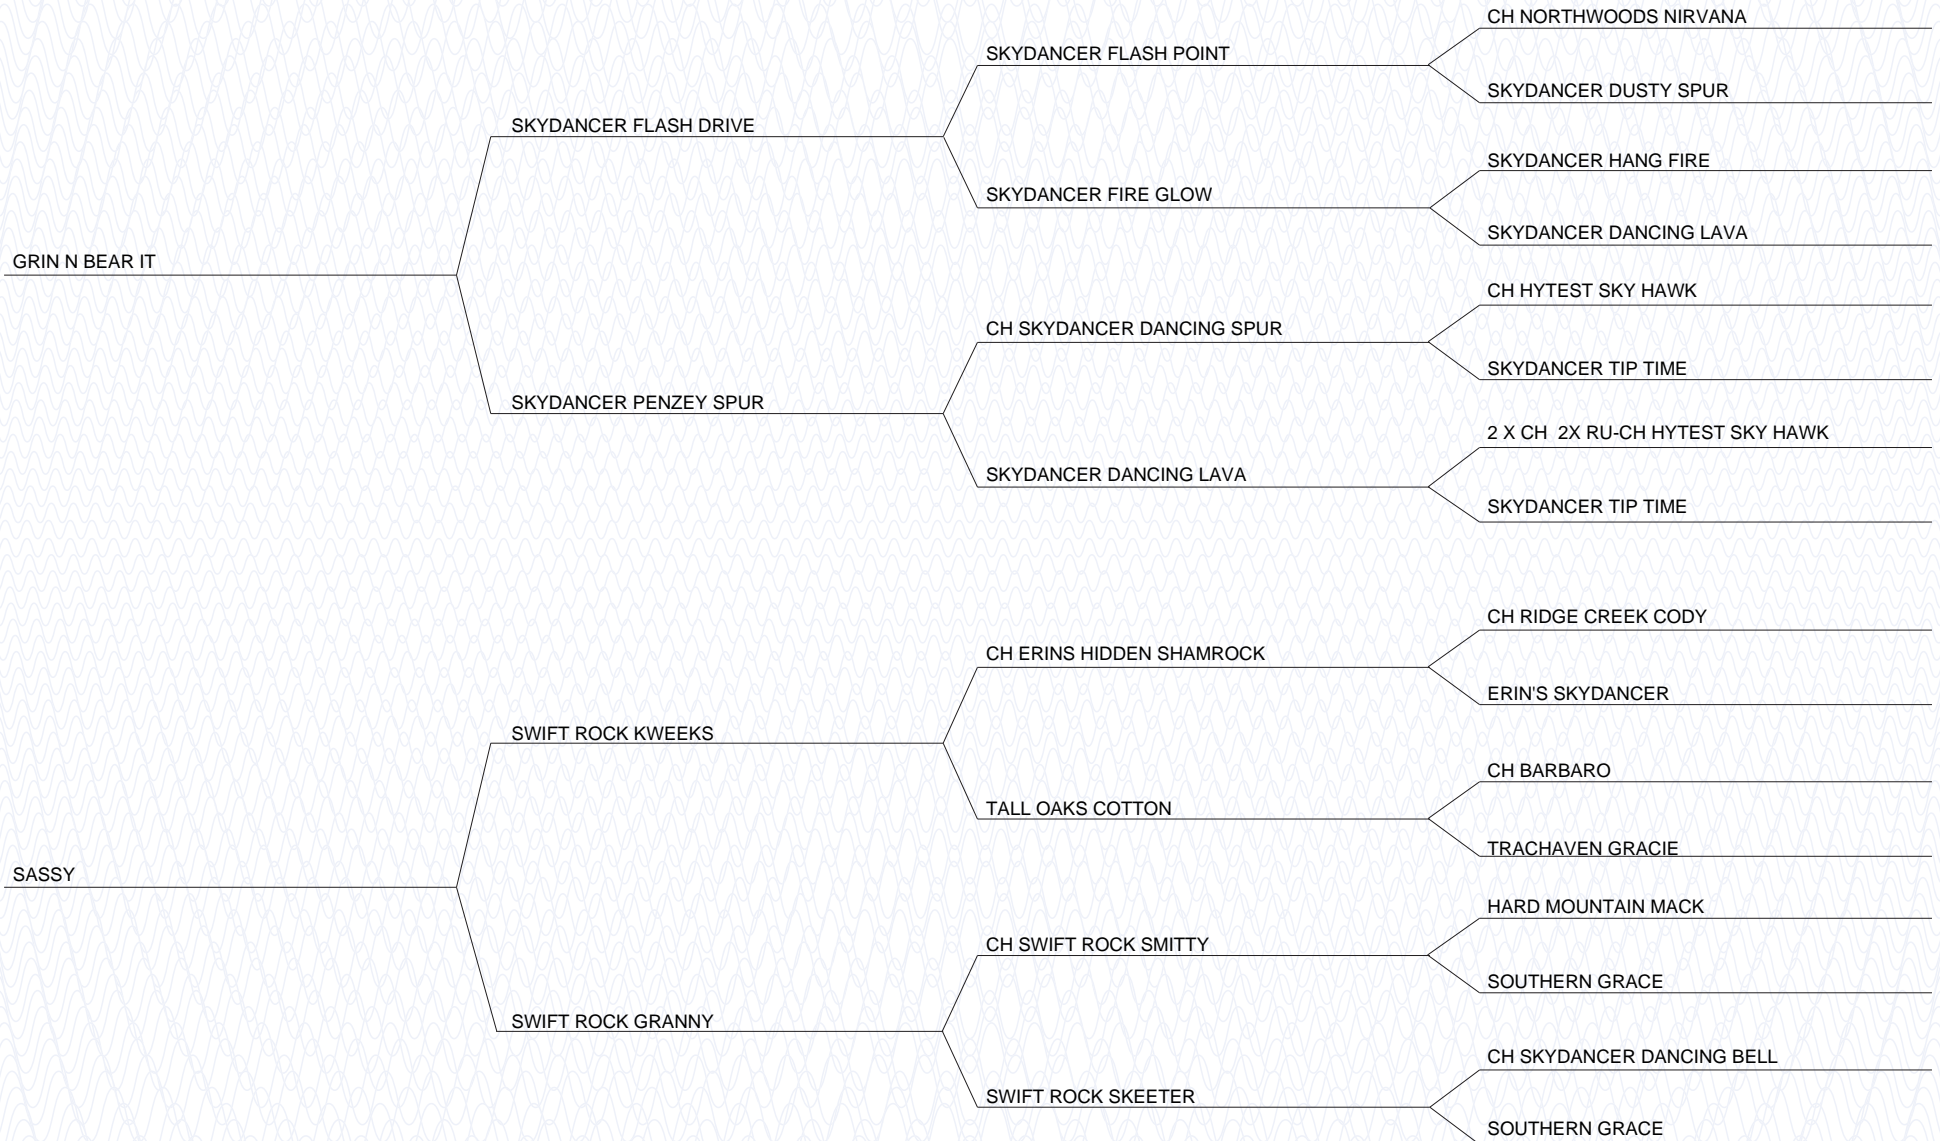 CH NORTHWOODS NIRVANA
SKYDANCER FLASH POINT
SKYDANCER DUSTY SPUR
SKYDANCER FLASH DRIVE
SKYDANCER HANG FIRE
SKYDANCER FIRE GLOW
SKYDANCER DANCING LAVA
GRIN N BEAR IT
CH HYTEST SKY HAWK
CH SKYDANCER DANCING SPUR
SKYDANCER TIP TIME
SKYDANCER PENZEY SPUR
2 X CH  2X RU-CH HYTEST SKY HAWK
SKYDANCER DANCING LAVA
SKYDANCER TIP TIME
CH RIDGE CREEK CODY
CH ERINS HIDDEN SHAMROCK
ERIN'S SKYDANCER
SWIFT ROCK KWEEKS
CH BARBARO
TALL OAKS COTTON
TRACHAVEN GRACIE
SASSY
HARD MOUNTAIN MACK
CH SWIFT ROCK SMITTY
SOUTHERN GRACE
SWIFT ROCK GRANNY
CH SKYDANCER DANCING BELL
SWIFT ROCK SKEETER
SOUTHERN GRACE